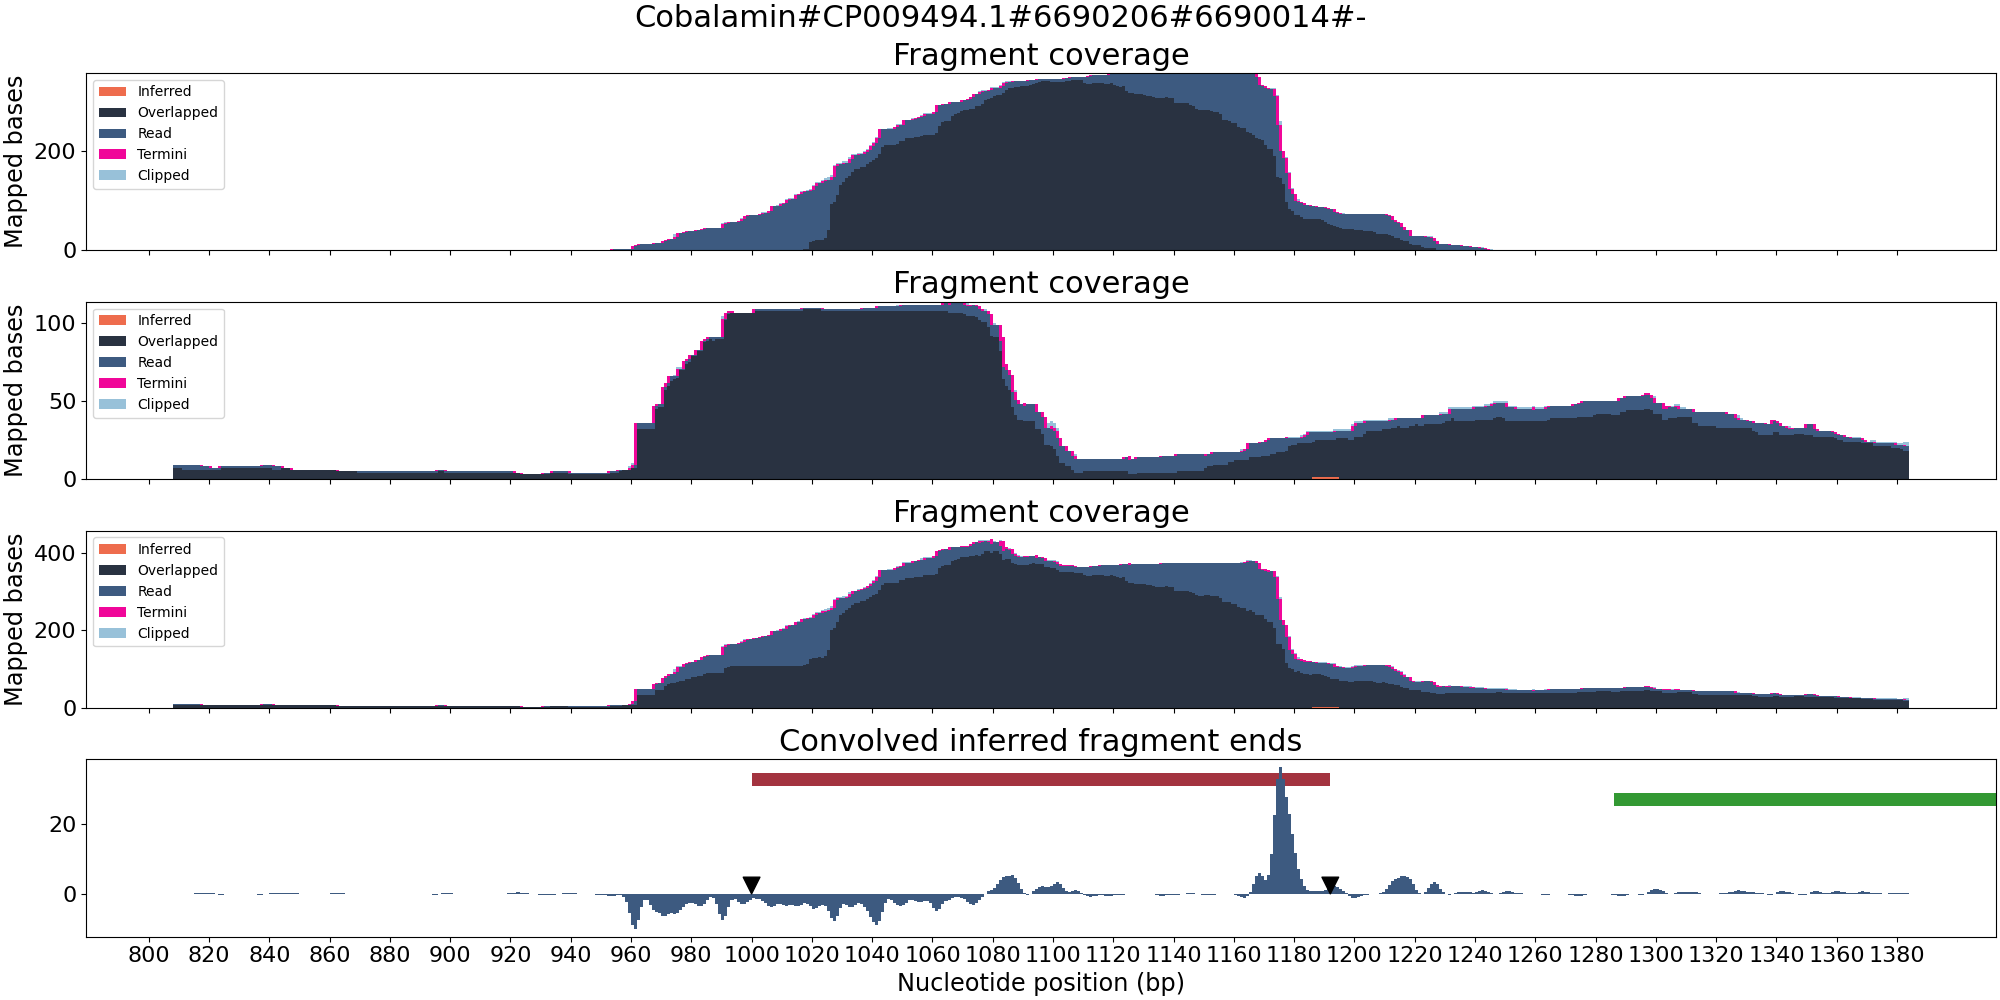 Cobalamin#CP009494.1#6690206#6690014#-
Fragment coverage
Mapped bases
200
0
Inferred
Overlapped
Read
Termini
Clipped
800 820 840 860 880 900 920 940 960 980 1000 1020 1040 1060 1080 1100 1120 1140 1160 1180 1200 1220 1240 1260 1280 1300 1320 1340 1360 1380
Fragment coverage
Mapped bases
100
50
0
Inferred
Overlapped
Read
Termini
Clipped
Fragment coverage
Mapped bases
400
200
0
Inferred
Overlapped
Read
Termini
Clipped
Convolved inferred fragment ends
20
0
Nucleotide position (bp)